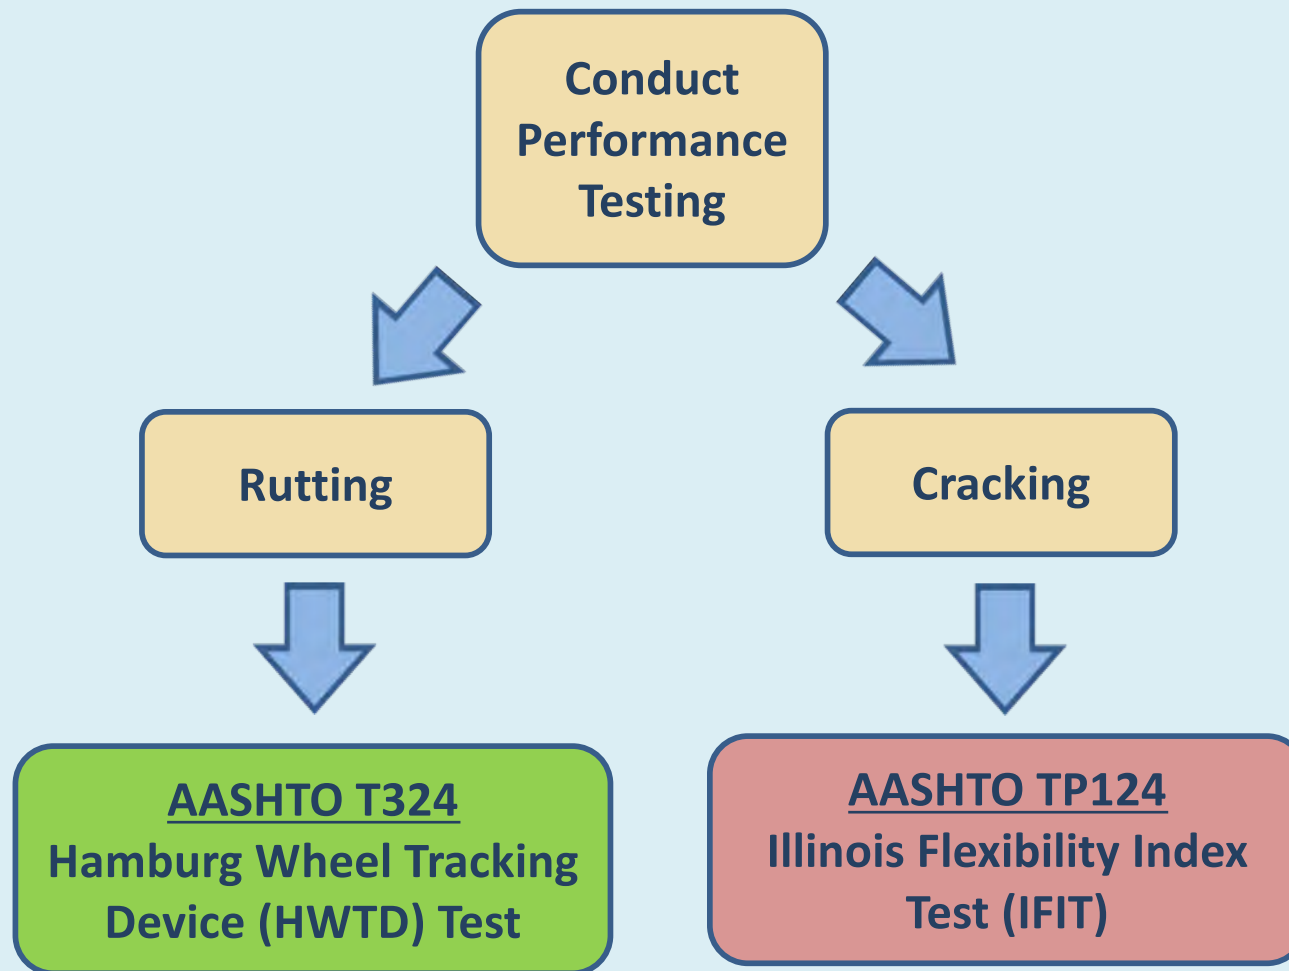 Conduct
Performance
Testing
Rutting
Cracking
AASHTO T324
Hamburg Wheel Tracking
Device (HWTD) Test
AASHTO TP124
Illinois Flexibility Index
Test (IFIT)